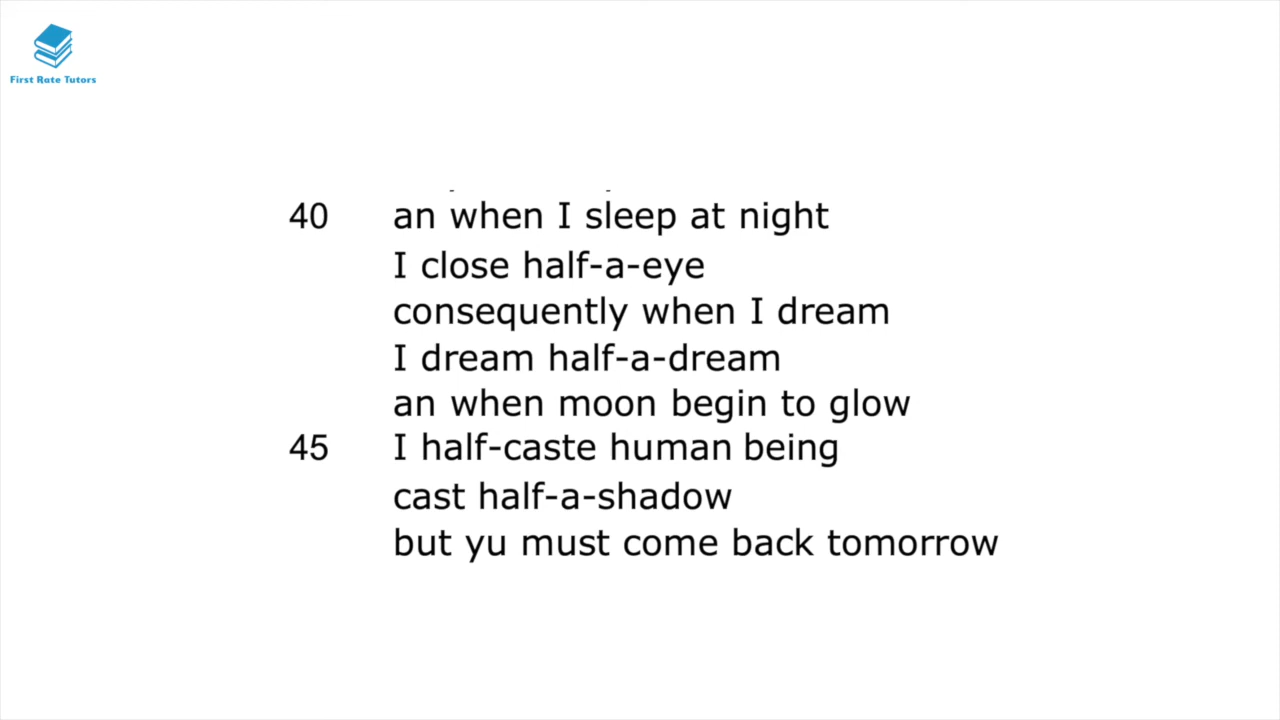 First Rate Tutors
40 an when I sleep at night
I close half-a-eye
consequently when I dream
I dream half-a-dream
an when moon begin to glow
45 I half-caste human being
cast half-a-shadow
but yu must come back tomorrow